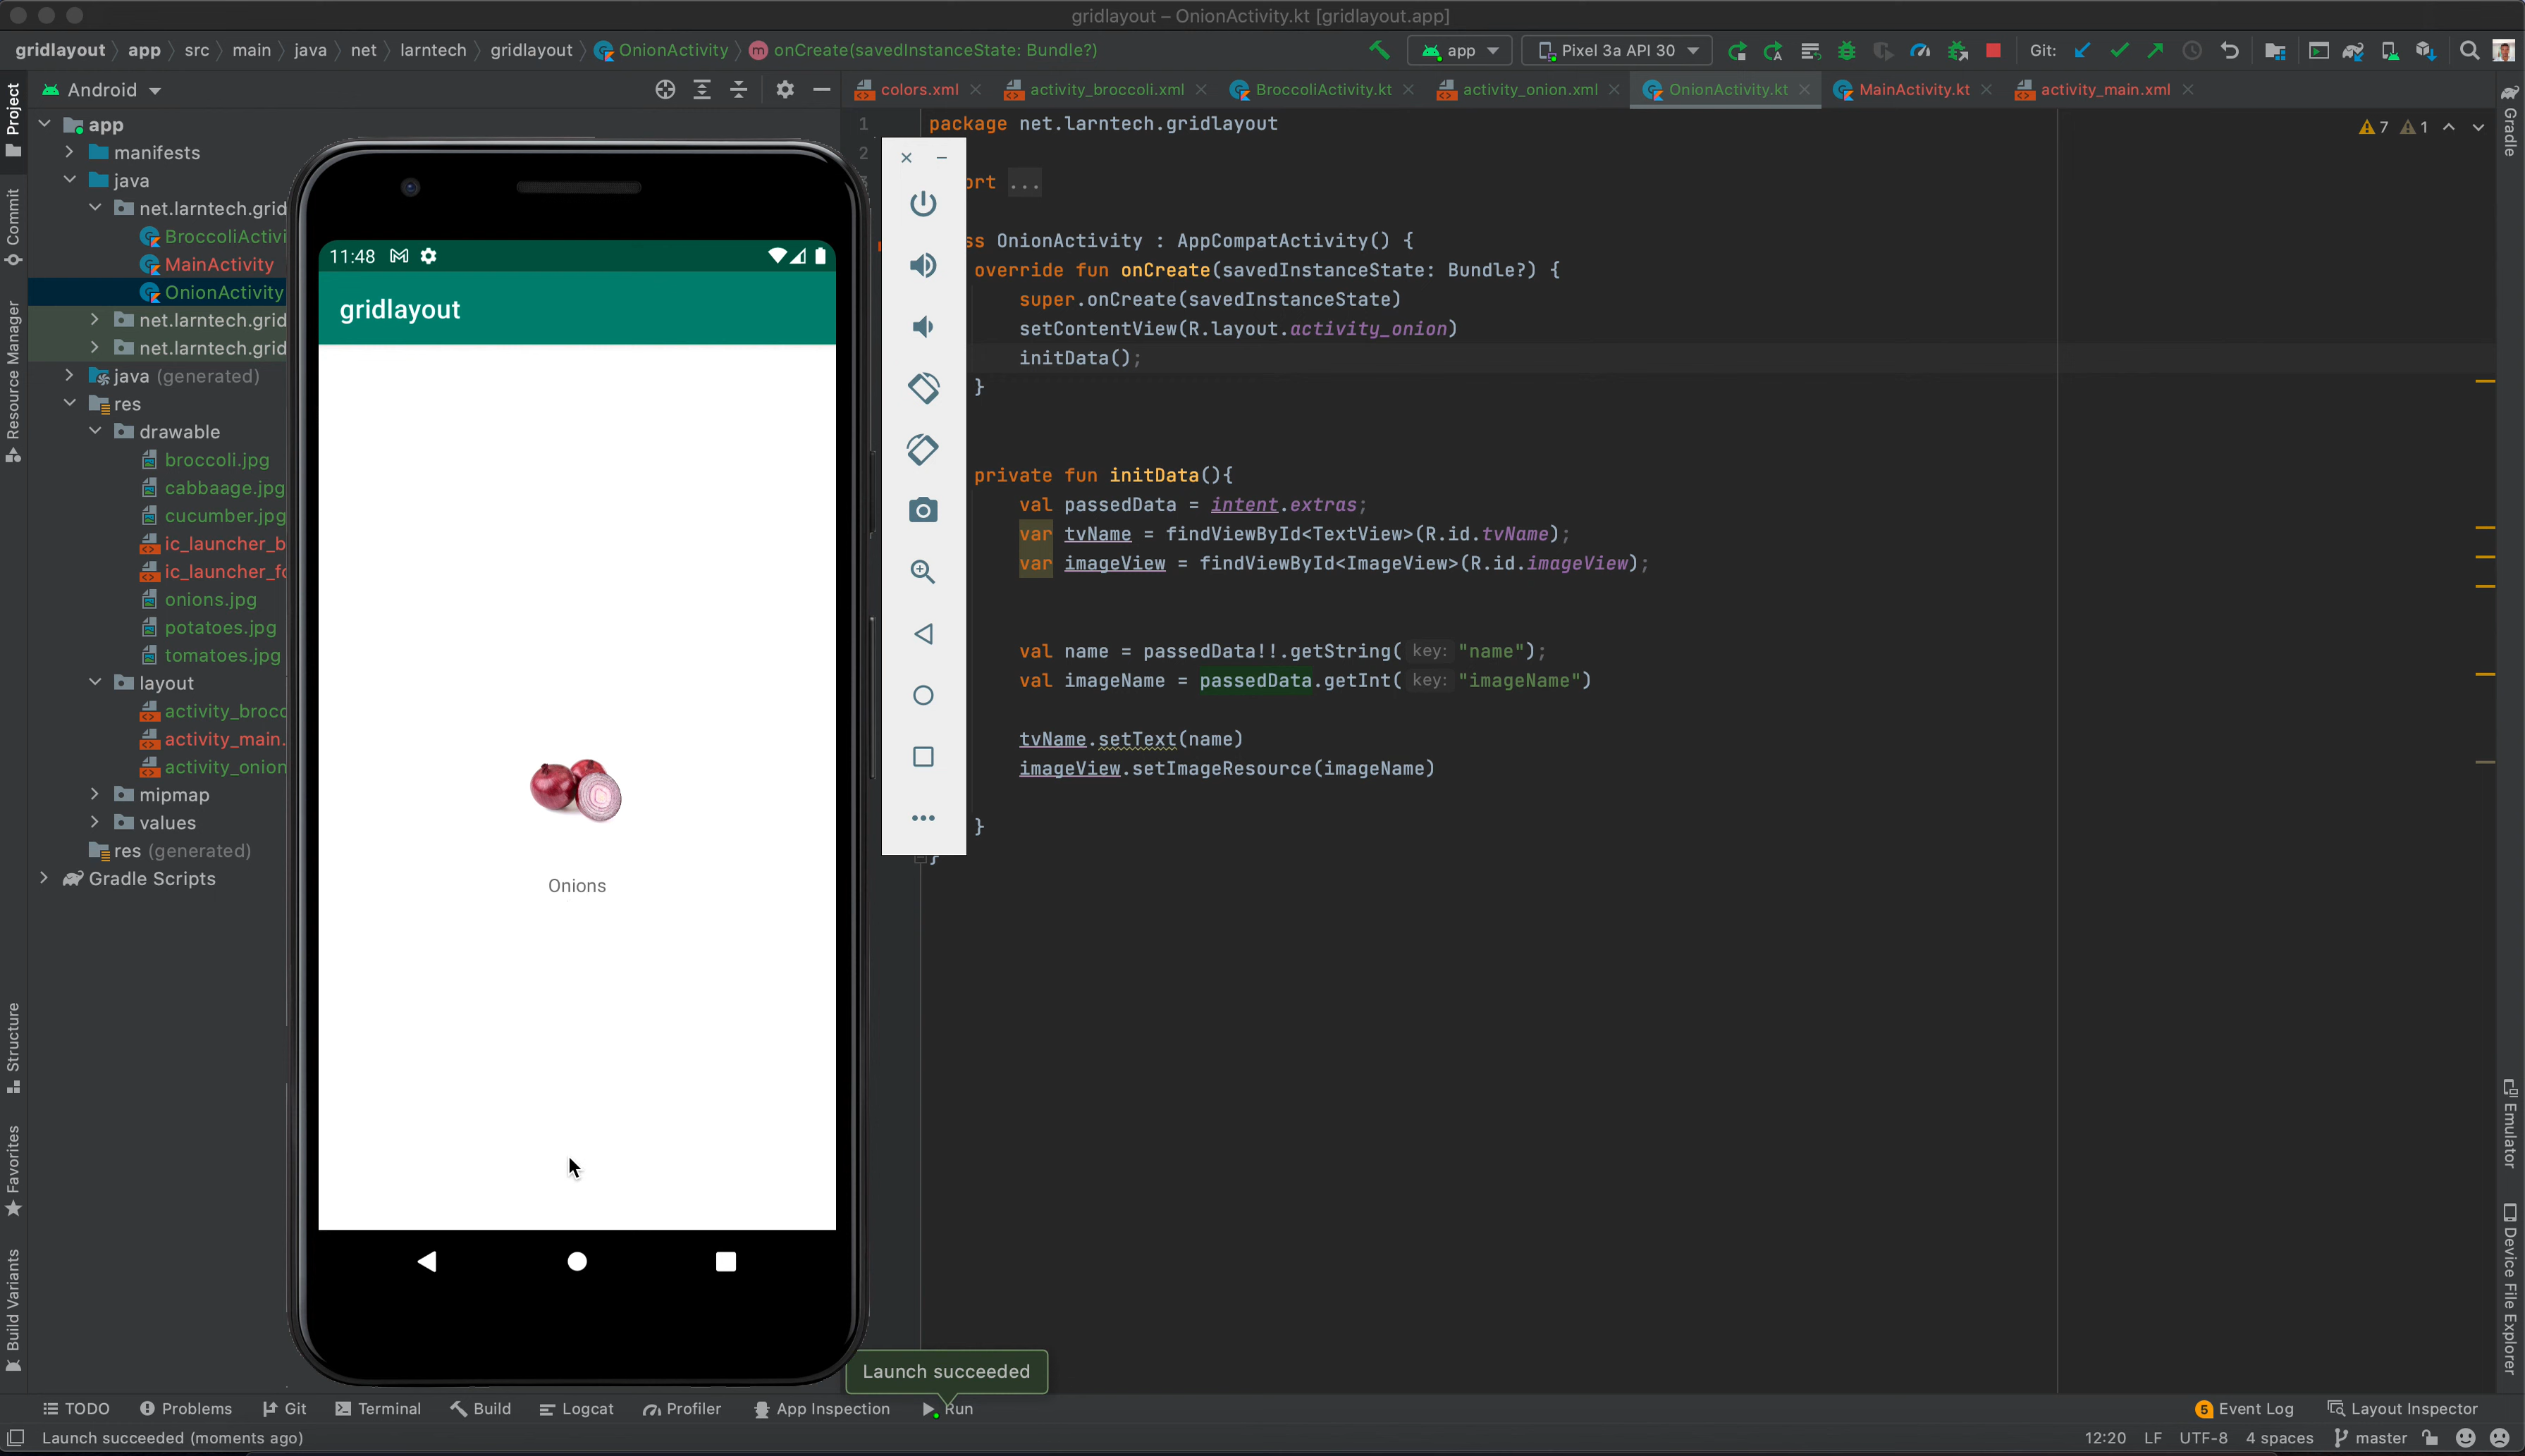 gridlayout – OnionActivity.kt [gridlayout.app]
gridlayout app src main java net larntech gridlayout OnionActivity onCreate(savedInstanceState: Bundle?)
app
Pixel 3a API 30
Git:
Android
colors.xml
activity_broccoli.xml
BroccoliActivity.kt
activity_onion.xml
OnionActivity.kt
MainActivity.kt
activity_main.xml
Project
Commit
Resource Manager
Structure
Favorites
Build Variants
app
manifests
java
net.larntech.grid
BroccoliActivi
MainActivity
OnionActivity
net.larntech.grid
net.larntech.grid
java (generated)
res
drawable
broccoli.jpg
cabbaage.jpg
cucumber.jpg
ic_launcher_b
ic_launcher_fo
onions.jpg
potatoes.jpg
tomatoes.jpg
layout
activity_brocc
activity_main.
activity_onion
mipmap
values
res (generated)
Gradle Scripts
11:48
gridlayout
Onions
1
2
package net.larntech.gridlayout
ort ...
ss OnionActivity : AppCompatActivity() {
override fun onCreate(savedInstanceState: Bundle?) {
super.onCreate(savedInstanceState)
setContentView(R.layout.activity_onion)
initData();
}
private fun initData(){
val passedData = intent.extras;
var tvName = findViewById<TextView>(R.id.tvName);
var imageView = findViewById<ImageView>(R.id.imageView);
val name = passedData!!.getString( key: "name");
val imageName = passedData.getInt( key: "imageName")
tvName.setText(name)
imageView.setImageResource(imageName)
}
}
7 1
Gradle
Emulator
Device File Explorer
Launch succeeded
TODO
Problems
Git
Terminal
Build
Logcat
Profiler
App Inspection
Run
5 Event Log
Layout Inspector
Launch succeeded (moments ago)
12:20 LF UTF-8 4 spaces master